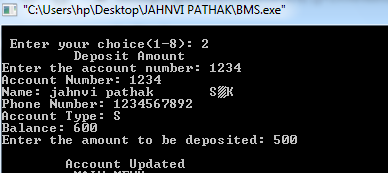 "C:\Users\hp\Desktop\JAHNVI PATHAK\BMS.exe"
Enter your choice(1-8): 2
Deposit Amount
Enter the account number: 1234
Account Number: 1234
Name: jahnvi pathak S▒K
Phone Number: 1234567892
Account Type: S
Balance: 600
Enter the amount to be deposited: 500
Account Updated
MAIN MENU